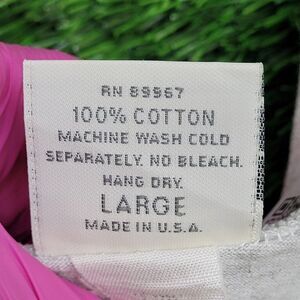 RN 89967
100% COTTON
MACHINE WASH COLD
SEPARATELY. NO BLEACH.
HANG DRY.
LARGE
MADE IN U.S.A.